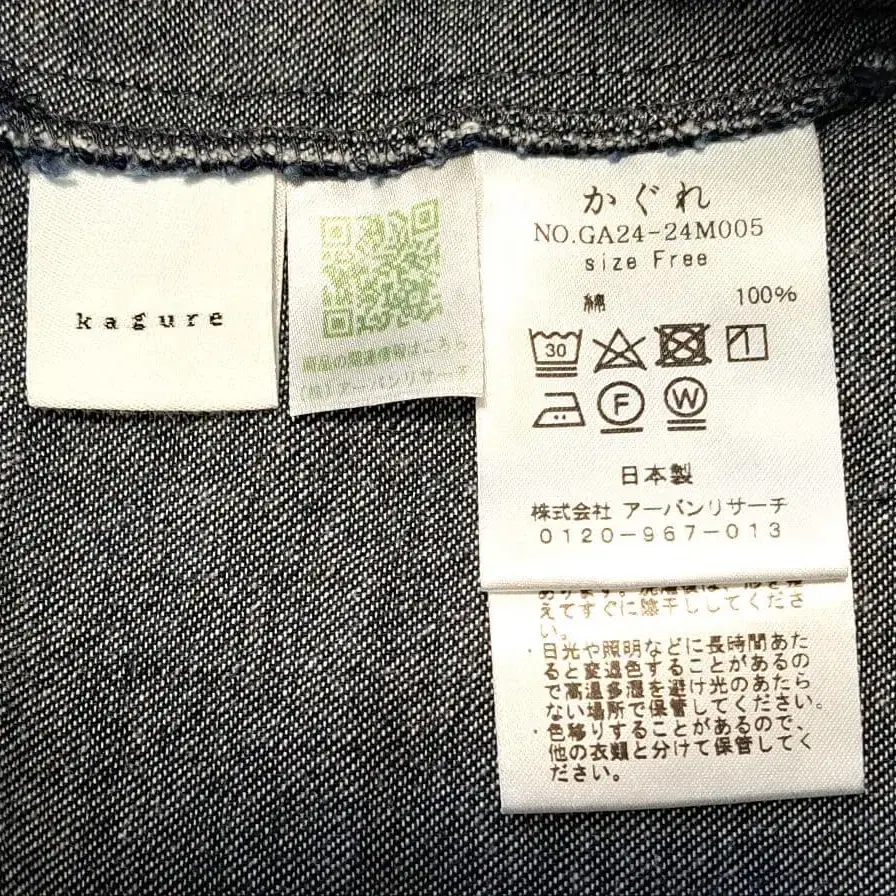 kagure
商品の関連情報はこちら
(株)アーバンリサーチ
かぐれ
NO.GA24-24M005
size Free
綿 100%
30
F
W
日本製
株式会社 アーバンリサーチ
0120-967-013
えてすぐに陰干ししてくださ
い。
・日光や照明などに長時間あた
ると変退色することがあるの
で高温多湿を避け光のあたら
ない場所で保管してください。
・色移りすることがあるので、
他の衣類と分けて保管してく
ださい。